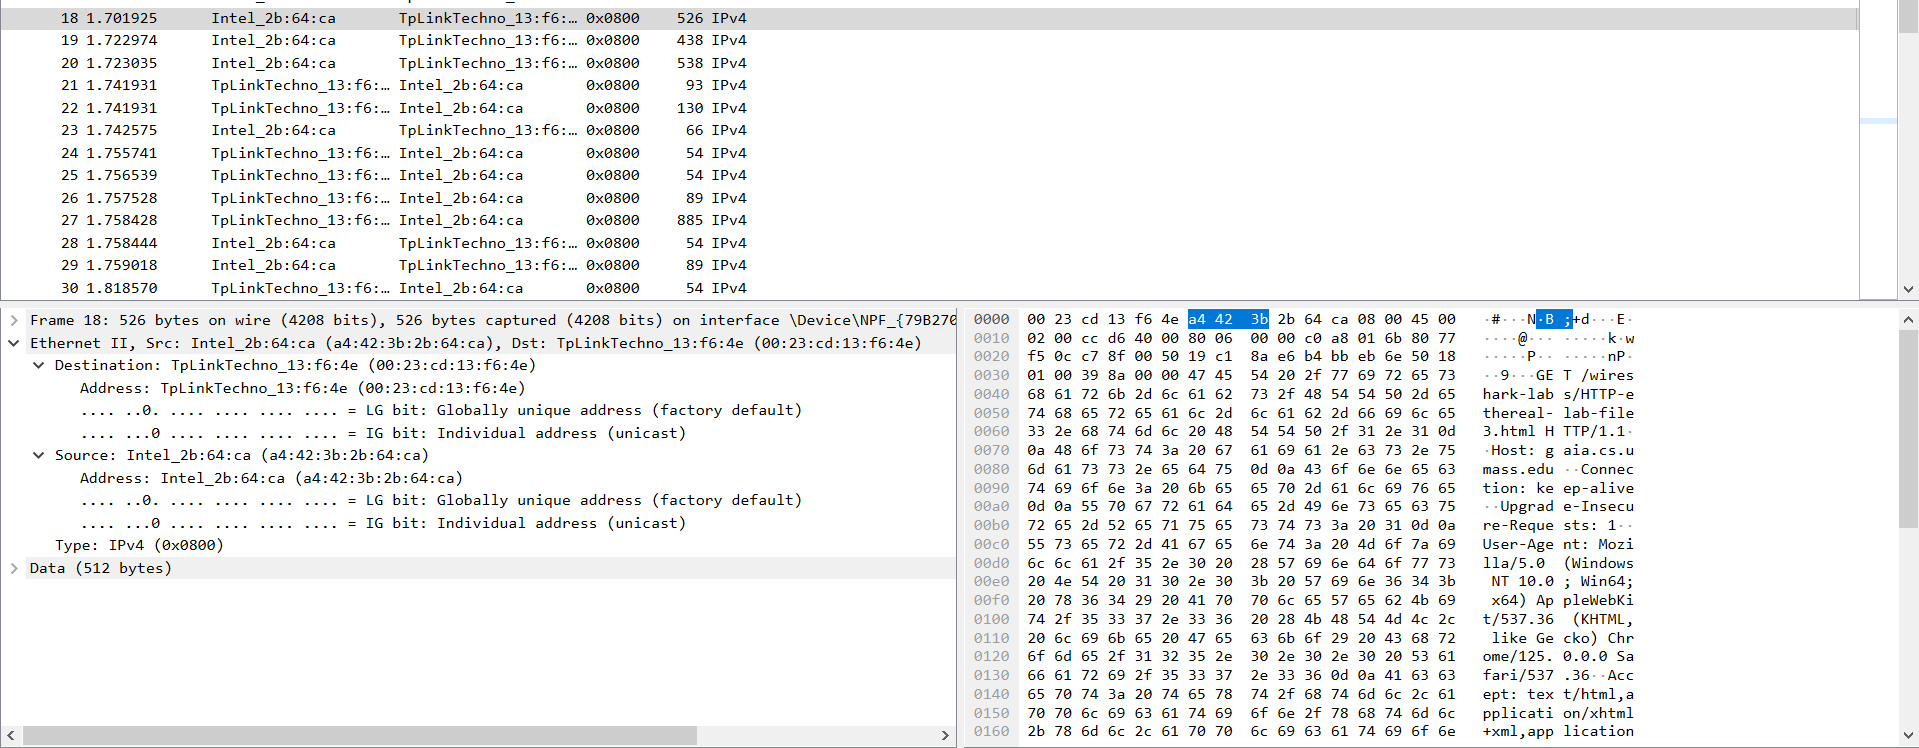 18 1.701925 Intel_2b:64:ca TpLinkTechno_13:f6:… 0x0800 526 IPv4
19 1.722974 Intel_2b:64:ca TpLinkTechno_13:f6:… 0x0800 438 IPv4
20 1.723035 Intel_2b:64:ca TpLinkTechno_13:f6:… 0x0800 538 IPv4
21 1.741931 TpLinkTechno_13:f6:… Intel_2b:64:ca 0x0800 93 IPv4
22 1.741931 TpLinkTechno_13:f6:… Intel_2b:64:ca 0x0800 130 IPv4
23 1.742575 Intel_2b:64:ca TpLinkTechno_13:f6:… 0x0800 66 IPv4
24 1.755741 TpLinkTechno_13:f6:… Intel_2b:64:ca 0x0800 54 IPv4
25 1.756539 TpLinkTechno_13:f6:… Intel_2b:64:ca 0x0800 54 IPv4
26 1.757528 TpLinkTechno_13:f6:… Intel_2b:64:ca 0x0800 89 IPv4
27 1.758428 TpLinkTechno_13:f6:… Intel_2b:64:ca 0x0800 885 IPv4
28 1.758444 Intel_2b:64:ca TpLinkTechno_13:f6:… 0x0800 54 IPv4
29 1.759018 Intel_2b:64:ca TpLinkTechno_13:f6:… 0x0800 89 IPv4
30 1.818570 TpLinkTechno_13:f6:… Intel_2b:64:ca 0x0800 54 IPv4
Frame 18: 526 bytes on wire (4208 bits), 526 bytes captured (4208 bits) on interface \Device\NPF_{79B270
Ethernet II, Src: Intel_2b:64:ca (a4:42:3b:2b:64:ca), Dst: TpLinkTechno_13:f6:4e (00:23:cd:13:f6:4e)
Destination: TpLinkTechno_13:f6:4e (00:23:cd:13:f6:4e)
Address: TpLinkTechno_13:f6:4e (00:23:cd:13:f6:4e)
.... ..0. .... .... .... .... = LG bit: Globally unique address (factory default)
.... ...0 .... .... .... .... = IG bit: Individual address (unicast)
Source: Intel_2b:64:ca (a4:42:3b:2b:64:ca)
Address: Intel_2b:64:ca (a4:42:3b:2b:64:ca)
.... ..0. .... .... .... .... = LG bit: Globally unique address (factory default)
.... ...0 .... .... .... .... = IG bit: Individual address (unicast)
Type: IPv4 (0x0800)
Data (512 bytes)
0000 00 23 cd 13 f6 4e a4 42 3b 2b 64 ca 08 00 45 00 ·#···N·B ;+d···E·
0010 02 00 cc d6 40 00 80 06 00 00 c0 a8 01 6b 80 77 ····@··· ·····k·w
0020 f5 0c c7 8f 00 50 19 c1 8a e6 b4 bb eb 6e 50 18 ·····P·· ·····nP·
0030 01 00 39 8a 00 00 47 45 54 20 2f 77 69 72 65 73 ··9···GE T /wires
0040 68 61 72 6b 2d 6c 61 62 73 2f 48 54 54 50 2d 65 hark-lab s/HTTP-e
0050 74 68 65 72 65 61 6c 2d 6c 61 62 2d 66 69 6c 65 thereal- lab-file
0060 33 2e 68 74 6d 6c 20 48 54 54 50 2f 31 2e 31 0d 3.html H TTP/1.1·
0070 0a 48 6f 73 74 3a 20 67 61 69 61 2e 63 73 2e 75 ·Host: g aia.cs.u
0080 6d 61 73 73 2e 65 64 75 0d 0a 43 6f 6e 6e 65 63 mass.edu ··Connec
0090 74 69 6f 6e 3a 20 6b 65 65 70 2d 61 6c 69 76 65 tion: ke ep-alive
00a0 0d 0a 55 70 67 72 61 64 65 2d 49 6e 73 65 63 75 ··Upgrad e-Insecu
00b0 72 65 2d 52 65 71 75 65 73 74 73 3a 20 31 0d 0a re-Reque sts: 1··
00c0 55 73 65 72 2d 41 67 65 6e 74 3a 20 4d 6f 7a 69 User-Age nt: Mozi
00d0 6c 6c 61 2f 35 2e 30 20 28 57 69 6e 64 6f 77 73 lla/5.0 (Windows
00e0 20 4e 54 20 31 30 2e 30 3b 20 57 69 6e 36 34 3b NT 10.0 ; Win64;
00f0 20 78 36 34 29 20 41 70 70 6c 65 57 65 62 4b 69 x64) Ap pleWebKi
0100 74 2f 35 33 37 2e 33 36 20 28 4b 48 54 4d 4c 2c t/537.36 (KHTML,
0110 20 6c 69 6b 65 20 47 65 63 6b 6f 29 20 43 68 72 like Ge cko) Chr
0120 6f 6d 65 2f 31 32 35 2e 30 2e 30 2e 30 20 53 61 ome/125. 0.0.0 Sa
0130 66 61 72 69 2f 35 33 37 2e 33 36 0d 0a 41 63 63 fari/537 .36··Acc
0140 65 70 74 3a 20 74 65 78 74 2f 68 74 6d 6c 2c 61 ept: tex t/html,a
0150 70 70 6c 69 63 61 74 69 6f 6e 2f 78 68 74 6d 6c pplicati on/xhtml
0160 2b 78 6d 6c 2c 61 70 70 6c 69 63 61 74 69 6f 6e +xml,app lication